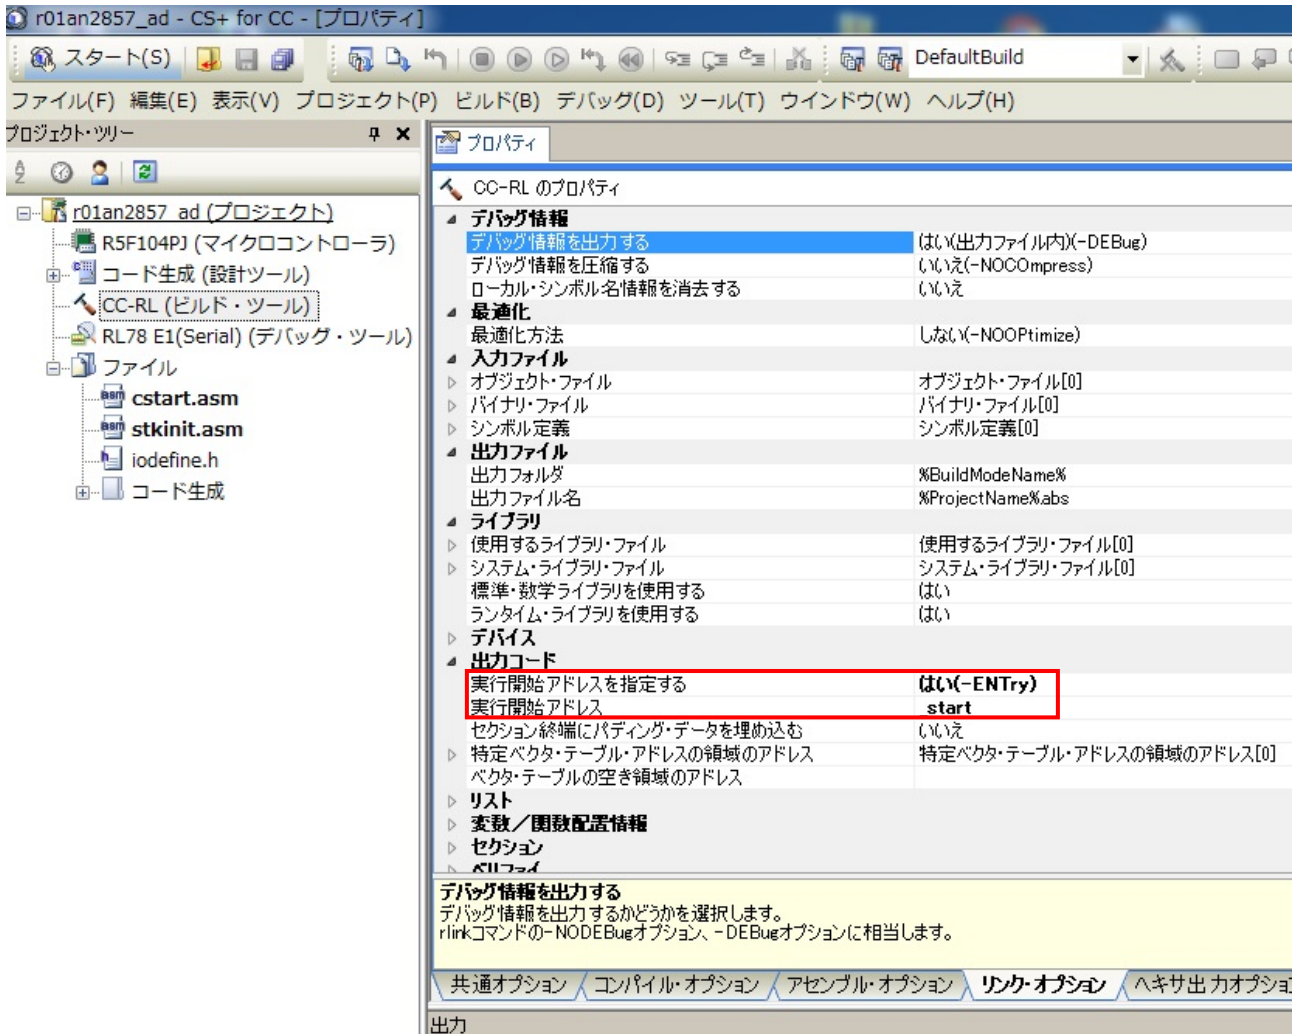 r01an2857_ad - CS+ for CC - [プロパティ]
スタート(S)
DefaultBuild
ファイル(F) 編集(E) 表示(V) プロジェクト(P) ビルド(B) デバッグ(D) ツール(T) ウインドウ(W) ヘルプ(H)
プロジェクト・ツリー
r01an2857_ad (プロジェクト)
R5F104PJ (マイクロコントローラ)
コード生成 (設計ツール)
CC-RL (ビルド・ツール)
RL78 E1(Serial) (デバッグ・ツール)
ファイル
cstart.asm
stkinit.asm
iodefine.h
コード生成
プロパティ
CC-RL のプロパティ
デバッグ情報
デバッグ情報を出力する はい(出力ファイル内)(-DEBug)
デバッグ情報を圧縮する いいえ(-NOCOmpress)
ローカル・シンボル名情報を消去する いいえ
最適化
最適化方法 しない(-NOOPtimize)
入力ファイル
オブジェクト・ファイル オブジェクト・ファイル[0]
バイナリ・ファイル バイナリ・ファイル[0]
シンボル定義 シンボル定義[0]
出力ファイル
出力フォルダ %BuildModeName%
出力ファイル名 %ProjectName%.abs
ライブラリ
使用するライブラリ・ファイル 使用するライブラリ・ファイル[0]
システム・ライブラリ・ファイル システム・ライブラリ・ファイル[0]
標準・数学ライブラリを使用する はい
ランタイム・ライブラリを使用する はい
デバイス
出力コード
実行開始アドレスを指定する はい(-ENTry)
実行開始アドレス _start
セクション終端にパディング・データを埋め込む いいえ
特定ベクタ・テーブル・アドレスの領域のアドレス 特定ベクタ・テーブル・アドレスの領域のアドレス[0]
ベクタ・テーブルの空き領域のアドレス
リスト
変数／関数配置情報
セクション
ベリファイ
デバッグ情報を出力する
デバッグ情報を出力するかどうかを選択します。
rlinkコマンドの-NODEBugオプション、-DEBugオプションに相当します。
共通オプション コンパイル・オプション アセンブル・オプション リンク・オプション ヘキサ出力オプショ
出力